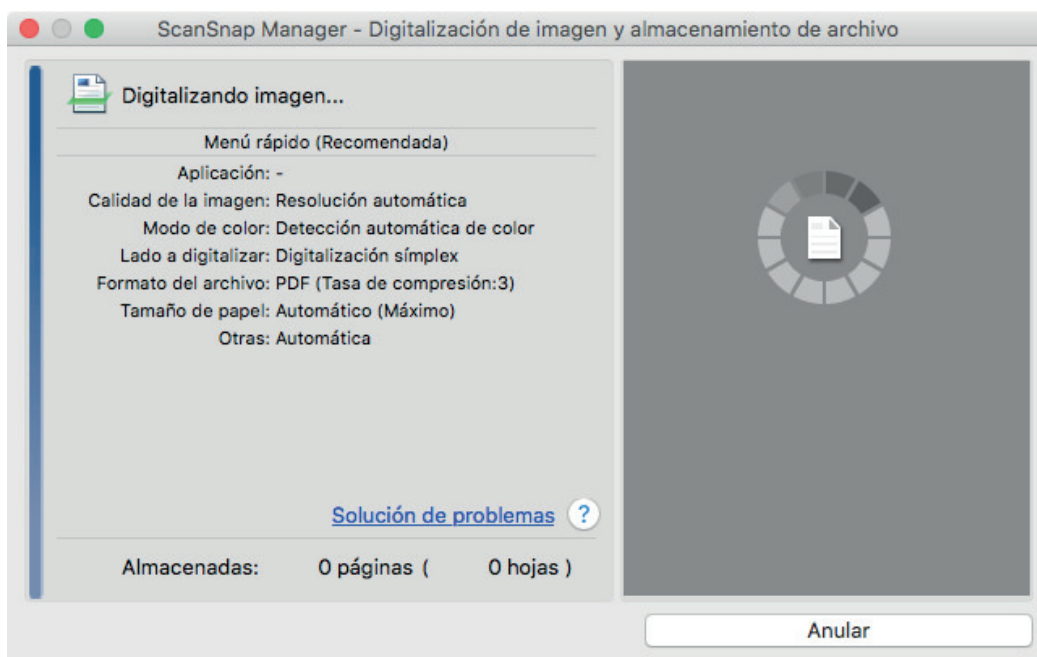 ScanSnap Manager - Digitalización de imagen y almacenamiento de archivo
Digitalizando imagen...
Menú rápido (Recomendada)
Aplicación: -
Calidad de la imagen: Resolución automática
Modo de color: Detección automática de color
Lado a digitalizar: Digitalización símplex
Formato del archivo: PDF (Tasa de compresión:3)
Tamaño de papel: Automático (Máximo)
Otras: Automática
Solución de problemas ?
Almacenadas: 0 páginas ( 0 hojas )
Anular